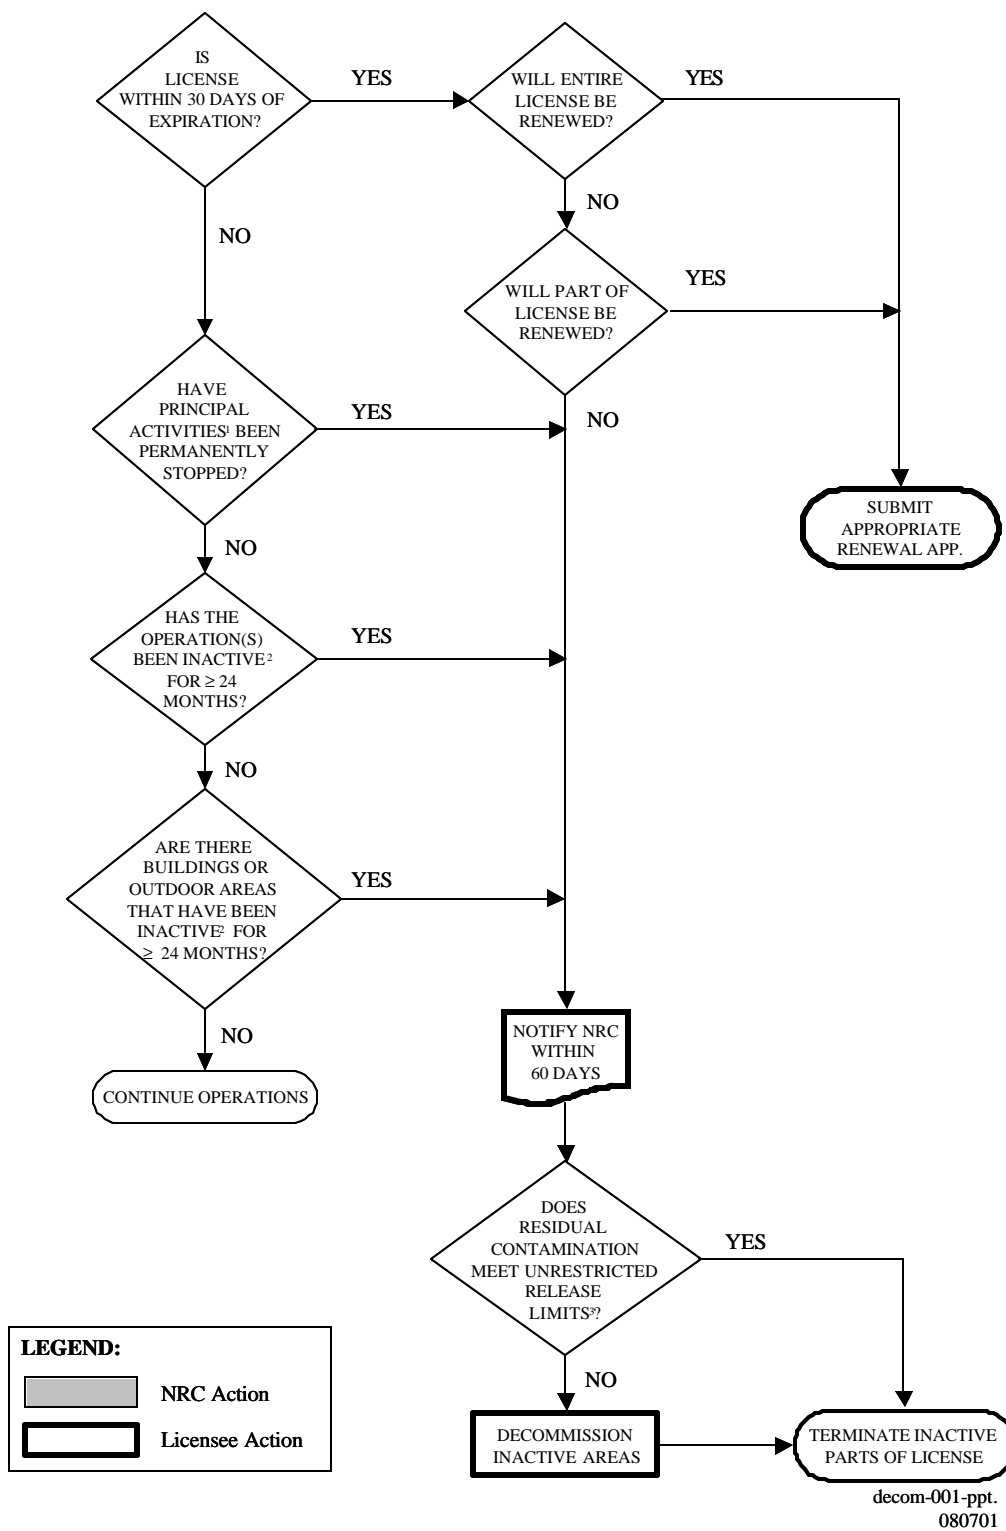 IS
LICENSE
WITHIN 30 DAYS OF
EXPIRATION?
YES
WILL ENTIRE
LICENSE BE
RENEWED?
YES
NO
NO
WILL PART OF
LICENSE BE
RENEWED?
YES
NO
HAVE
PRINCIPAL
ACTIVITIES¹ BEEN
PERMANENTLY
STOPPED?
YES
SUBMIT
APPROPRIATE
RENEWAL APP.
NO
HAS THE
OPERATION(S)
BEEN INACTIVE²
FOR ≥ 24
MONTHS?
YES
NO
ARE THERE
BUILDINGS OR
OUTDOOR AREAS
THAT HAVE BEEN
INACTIVE² FOR
≥ 24 MONTHS?
YES
NO
CONTINUE OPERATIONS
NOTIFY NRC
WITHIN
60 DAYS
DOES
RESIDUAL
CONTAMINATION
MEET UNRESTRICTED
RELEASE
LIMITS³?
YES
NO
DECOMMISSION
INACTIVE AREAS
TERMINATE INACTIVE
PARTS OF LICENSE
LEGEND:
NRC Action
Licensee Action
decom-001-ppt.
080701